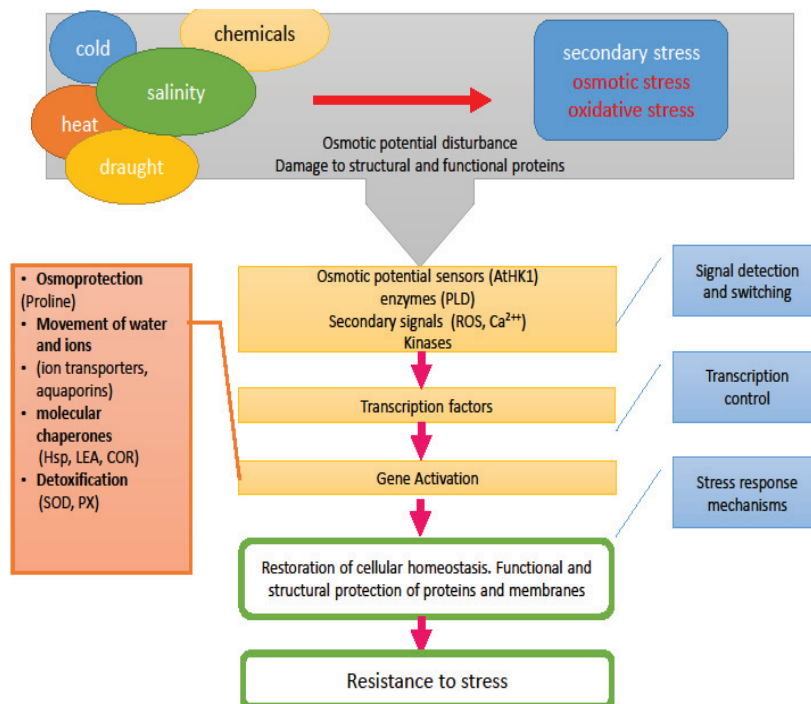 chemicals
cold
salinity
heat
draught
secondary stress
osmotic stress
oxidative stress
Osmotic potential disturbance
Damage to structural and functional proteins
• Osmoprotection
(Proline)
• Movement of water
and ions
• (ion transporters,
aquaporins)
• molecular
chaperones
(Hsp, LEA, COR)
• Detoxification
(SOD, PX)
Osmotic potential sensors (AtHK1)
enzymes (PLD)
Secondary signals (ROS, Ca²⁺⁺)
Kinases
Signal detection
and switching
Transcription factors
Transcription
control
Gene Activation
Stress response
mechanisms
Restoration of cellular homeostasis. Functional and
structural protection of proteins and membranes
Resistance to stress